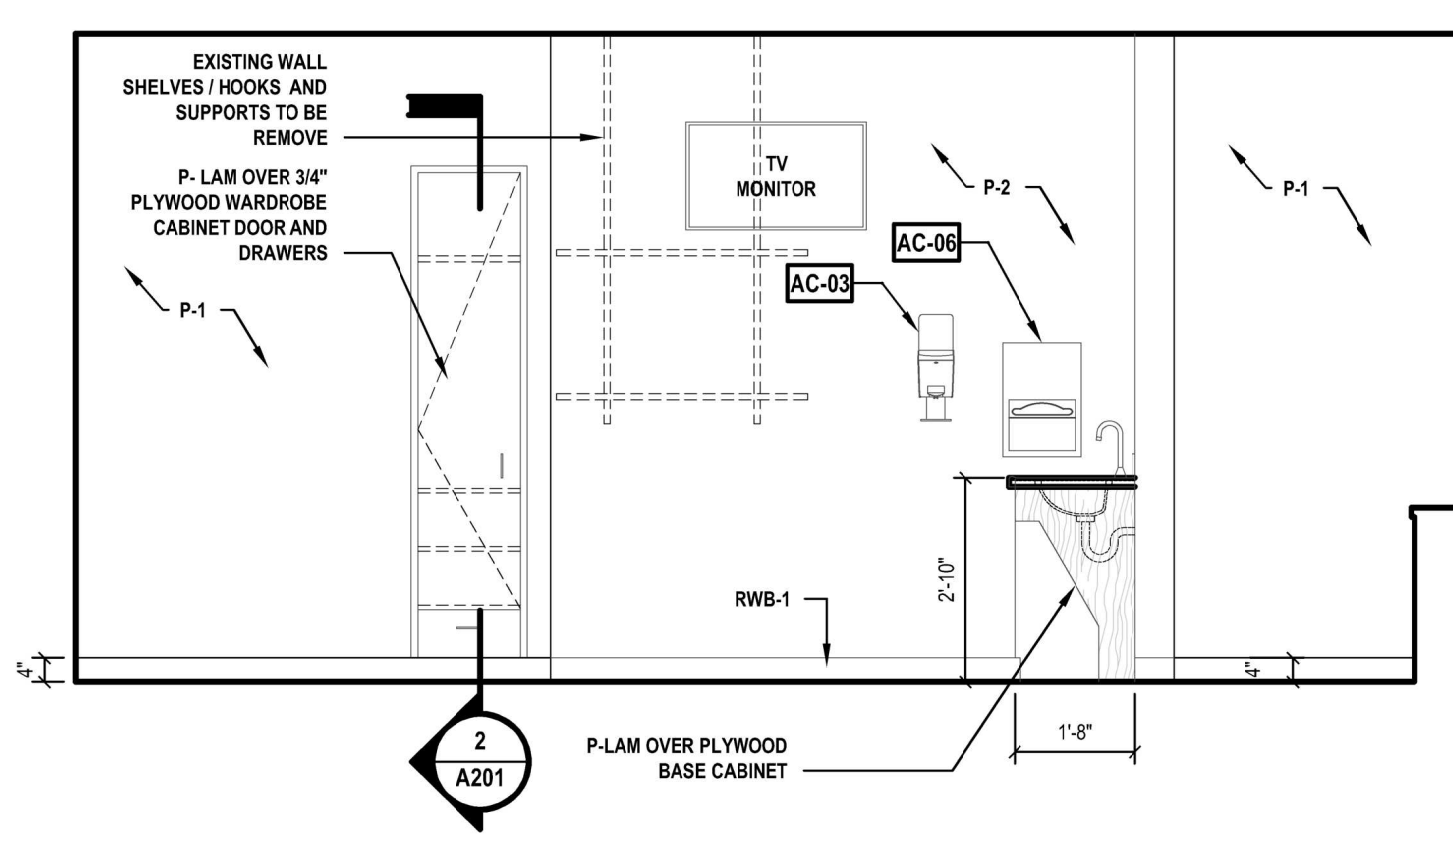 EXISTING WALL
SHELVES / HOOKS AND
SUPPORTS TO BE
REMOVE
P- LAM OVER 3/4"
PLYWOOD WARDROBE
CABINET DOOR AND
DRAWERS
P-1
TV
MONITOR
P-2
P-1
AC-06
AC-03
2'-10"
RWB-1
4"
4"
1'-8"
P-LAM OVER PLYWOOD
BASE CABINET
2
A201